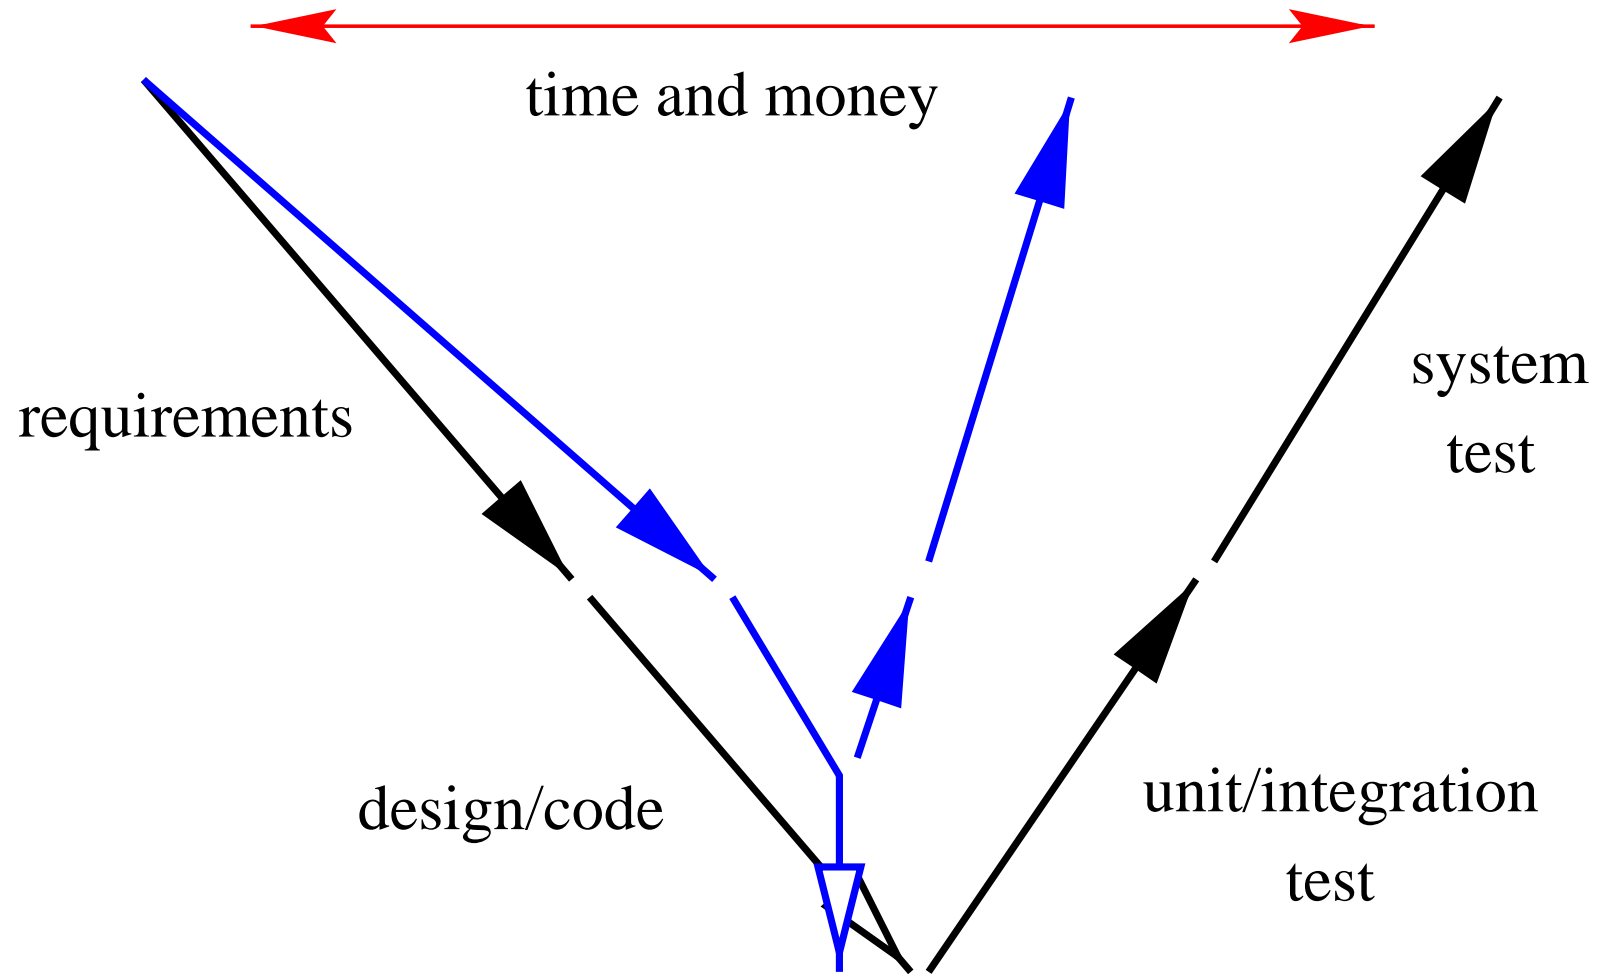 time and money
requirements
system
test
design/code
unit/integration
test